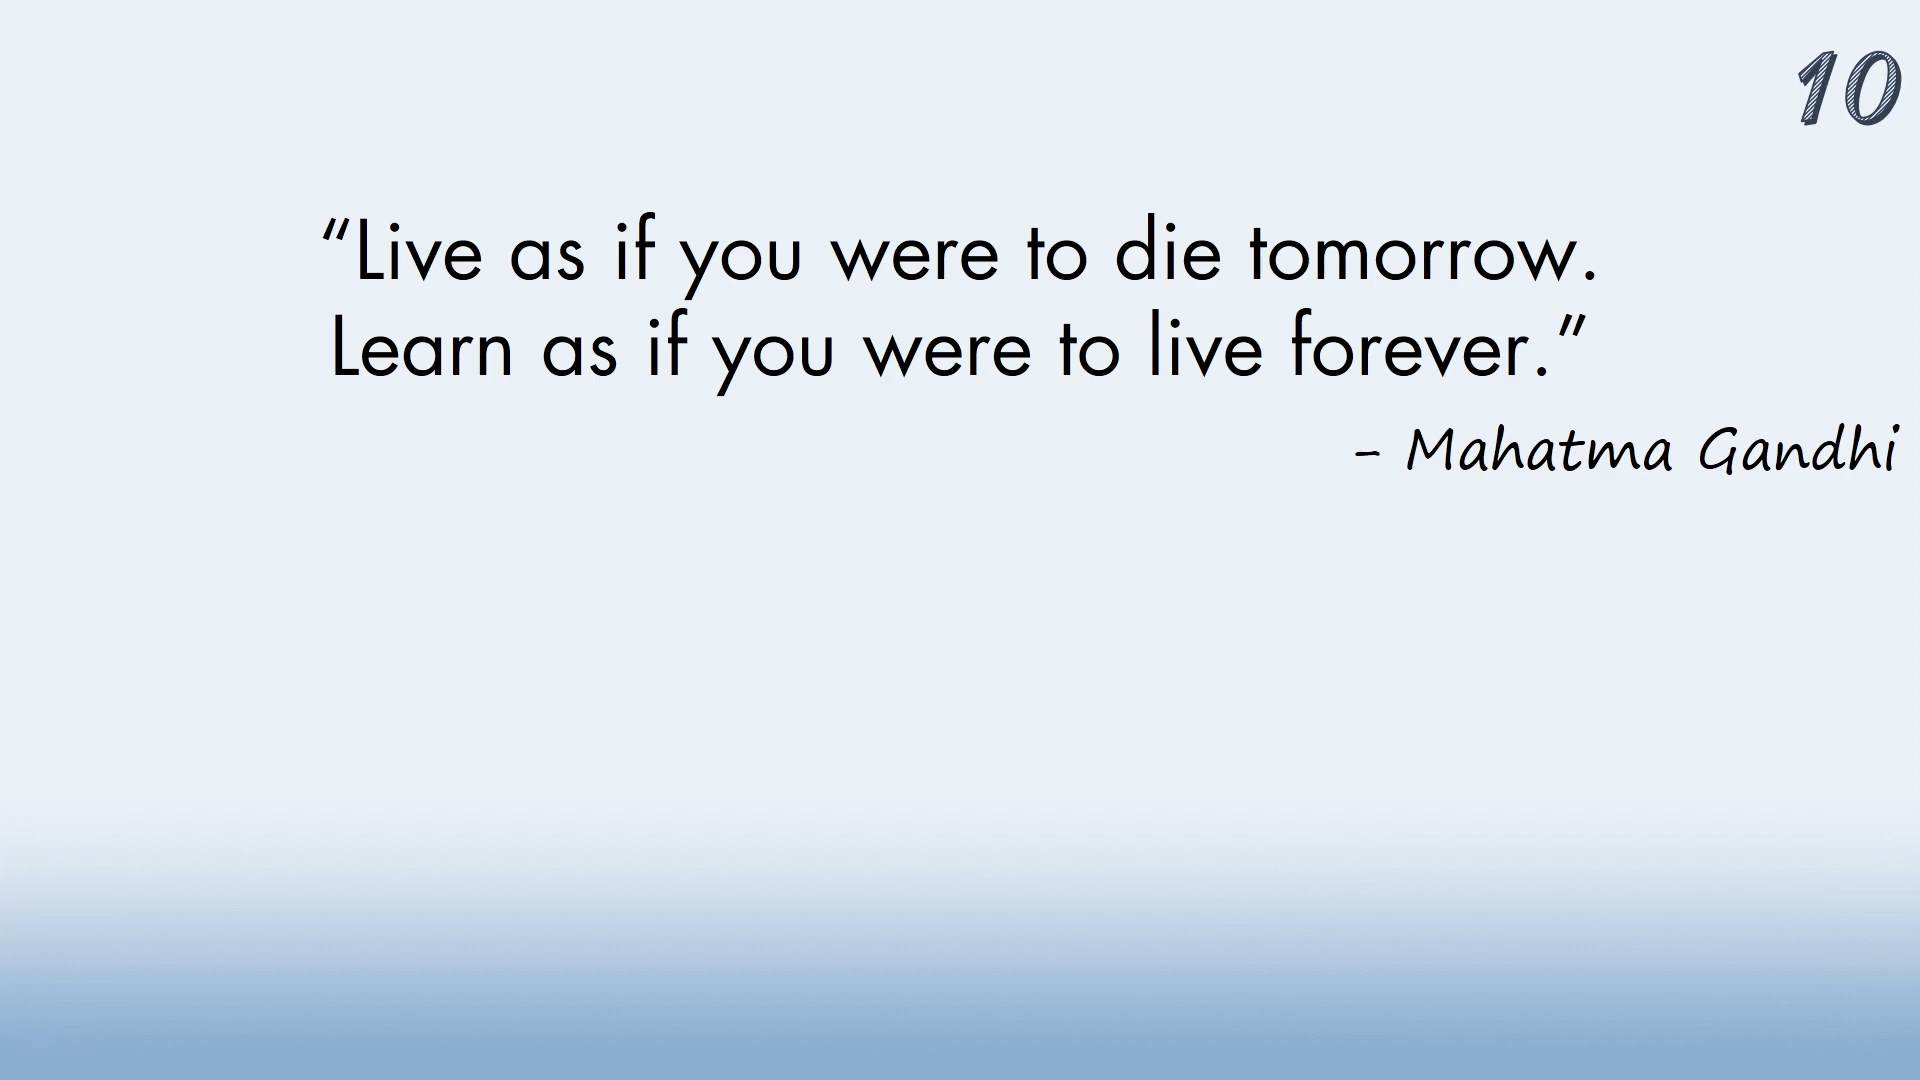 10
“Live as if you were to die tomorrow.
Learn as if you were to live forever.”
- Mahatma Gandhi